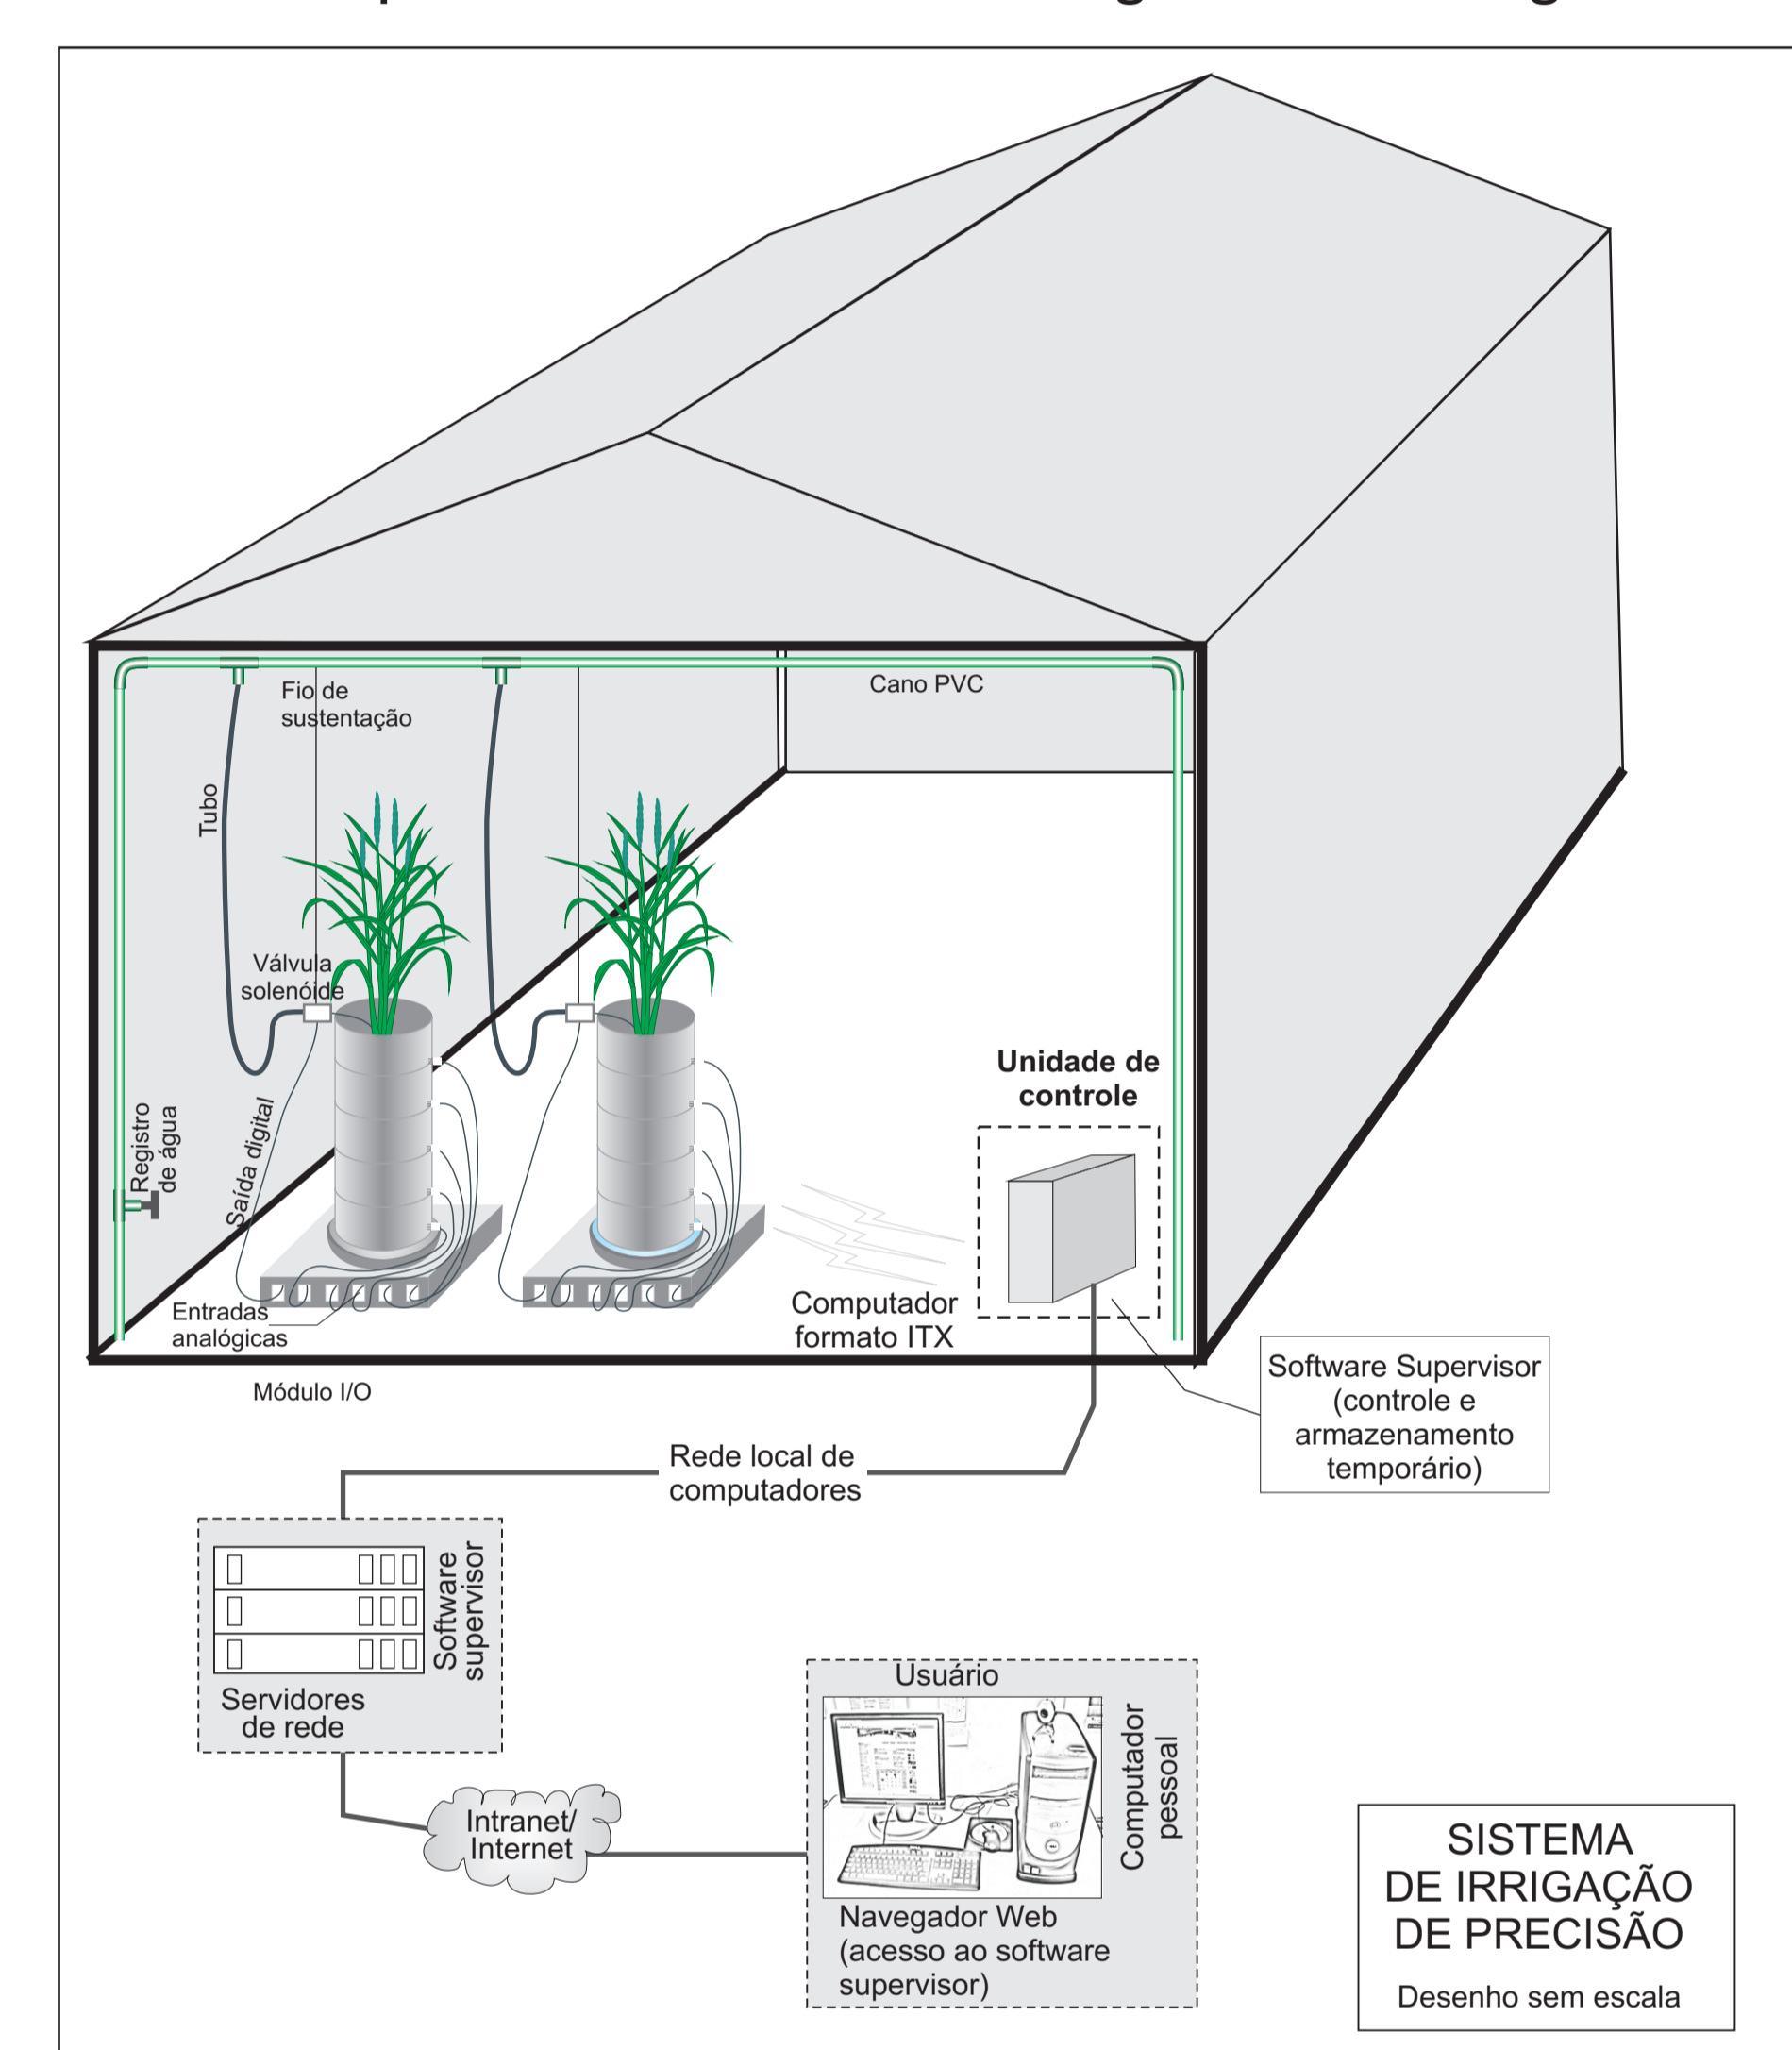 Fio de
sustentação
Cano PVC
Tubo
Válvula
solenóide
Registro
de água
Saída digital
Unidade de
controle
Entradas
analógicas
Computador
formato ITX
Módulo I/O
Software Supervisor
(controle e
armazenamento
temporário)
Rede local de
computadores
Software
supervisor
Servidores
de rede
Usuário
Computador
pessoal
Intranet/
Internet
Navegador Web
(acesso ao software
supervisor)
SISTEMA
DE IRRIGAÇÃO
DE PRECISÃO
Desenho sem escala